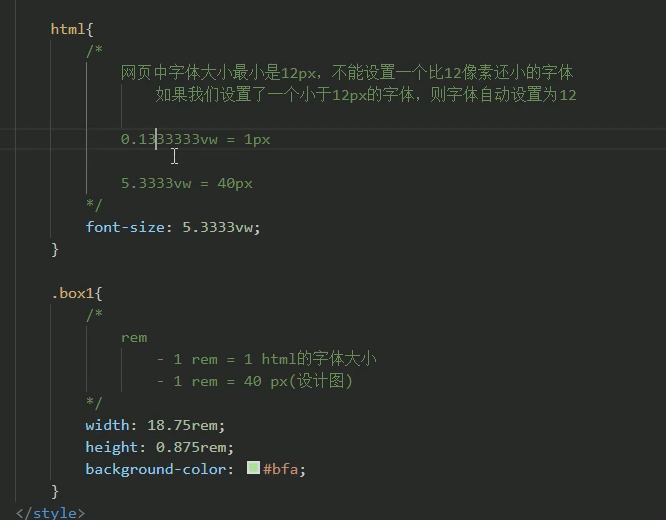 html{
/*
网页中字体大小最小是12px，不能设置一个比12像素还小的字体
如果我们设置了一个小于12px的字体，则字体自动设置为12
0.1333333vw = 1px
5.3333vw = 40px
*/
font-size: 5.3333vw;
}
.box1{
/*
rem
- 1 rem = 1 html的字体大小
- 1 rem = 40 px(设计图)
*/
width: 18.75rem;
height: 0.875rem;
background-color: #bfa;
}
</style>